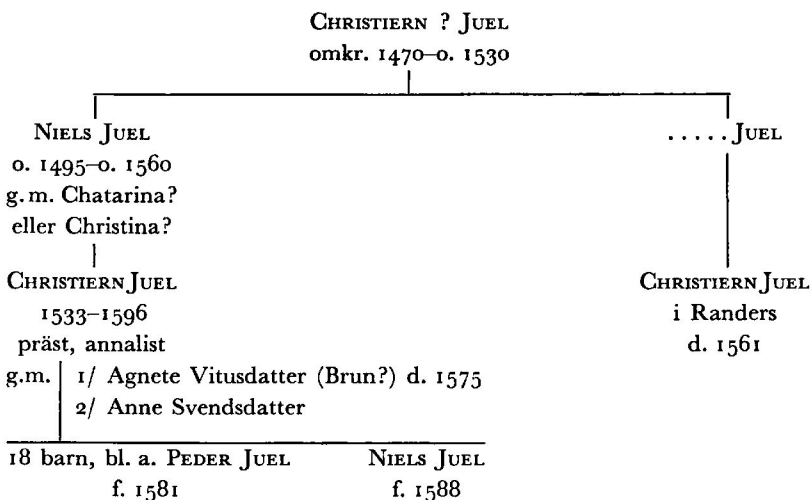 CHRISTIERN ? JUEL
omkr. 1470–o. 1530
NIELS JUEL
o. 1495–o. 1560
g.m. Chatarina?
eller Christina?
CHRISTIERN JUEL
1533–1596
präst, annalist
g.m. 1/ Agnete Vitusdatter (Brun?) d. 1575
2/ Anne Svendsdatter
18 barn, bl. a. PEDER JUEL
f. 1581
NIELS JUEL
f. 1588
..... JUEL
CHRISTIERN JUEL
i Randers
d. 1561